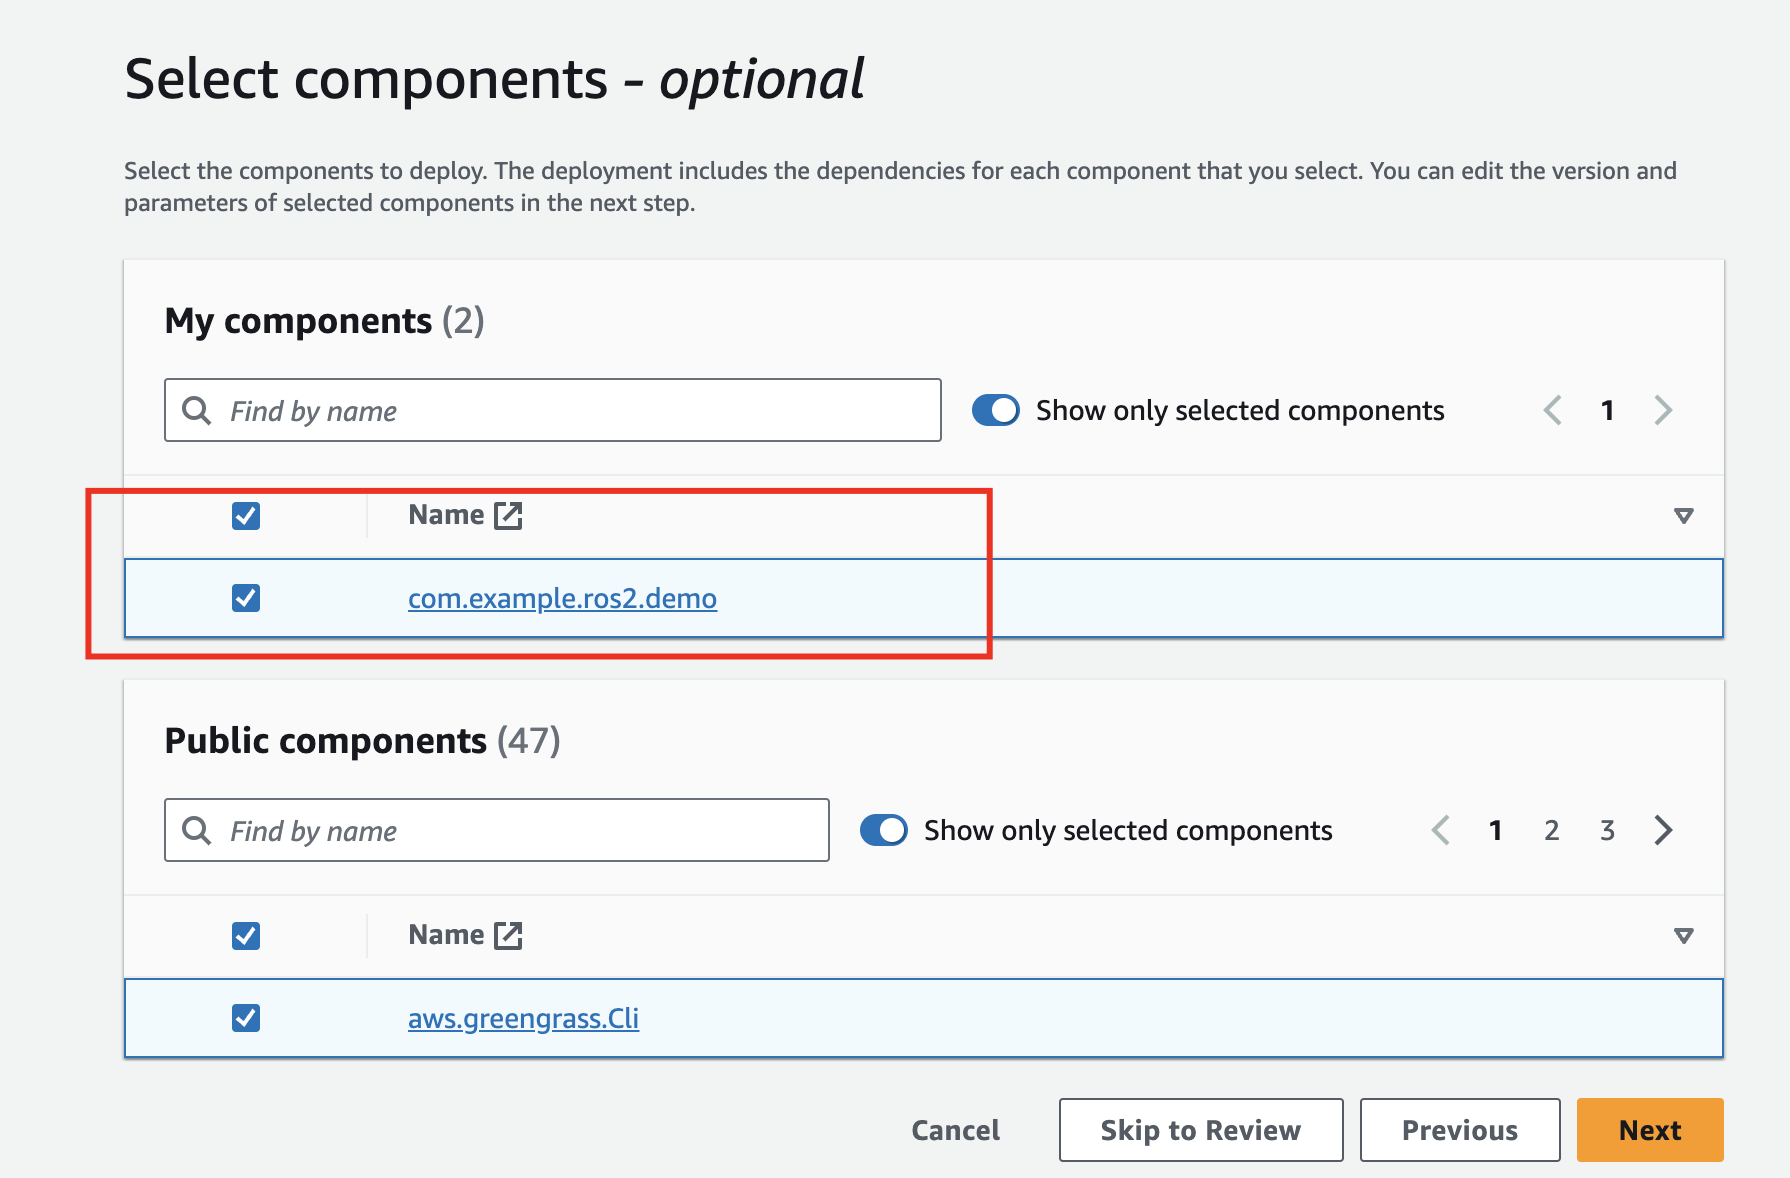 Select components - optional
Select the components to deploy. The deployment includes the dependencies for each component that you select. You can edit the version and
parameters of selected components in the next step.
My components (2)
Find by name
Show only selected components
1
Name
com.example.ros2.demo
Public components (47)
Find by name
Show only selected components
1 2 3
Name
aws.greengrass.Cli
Cancel
Skip to Review
Previous
Next